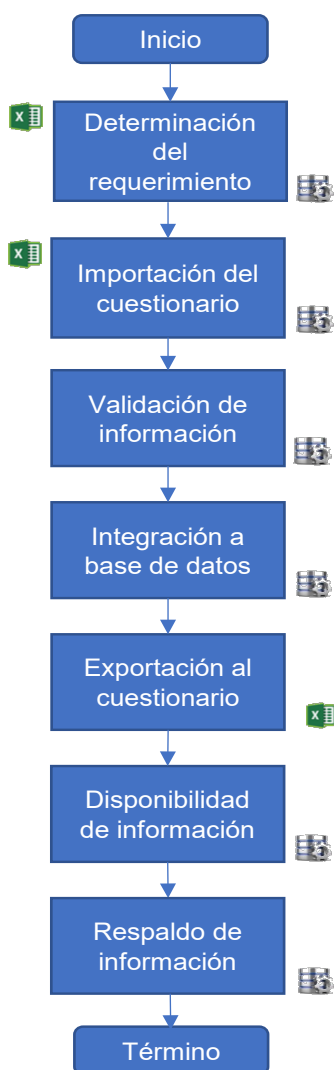 Inicio
Determinación
del
requerimiento
Importación del
cuestionario
Validación de
información
Integración a
base de datos
Exportación al
cuestionario
Disponibilidad
de información
Respaldo de
información
Término